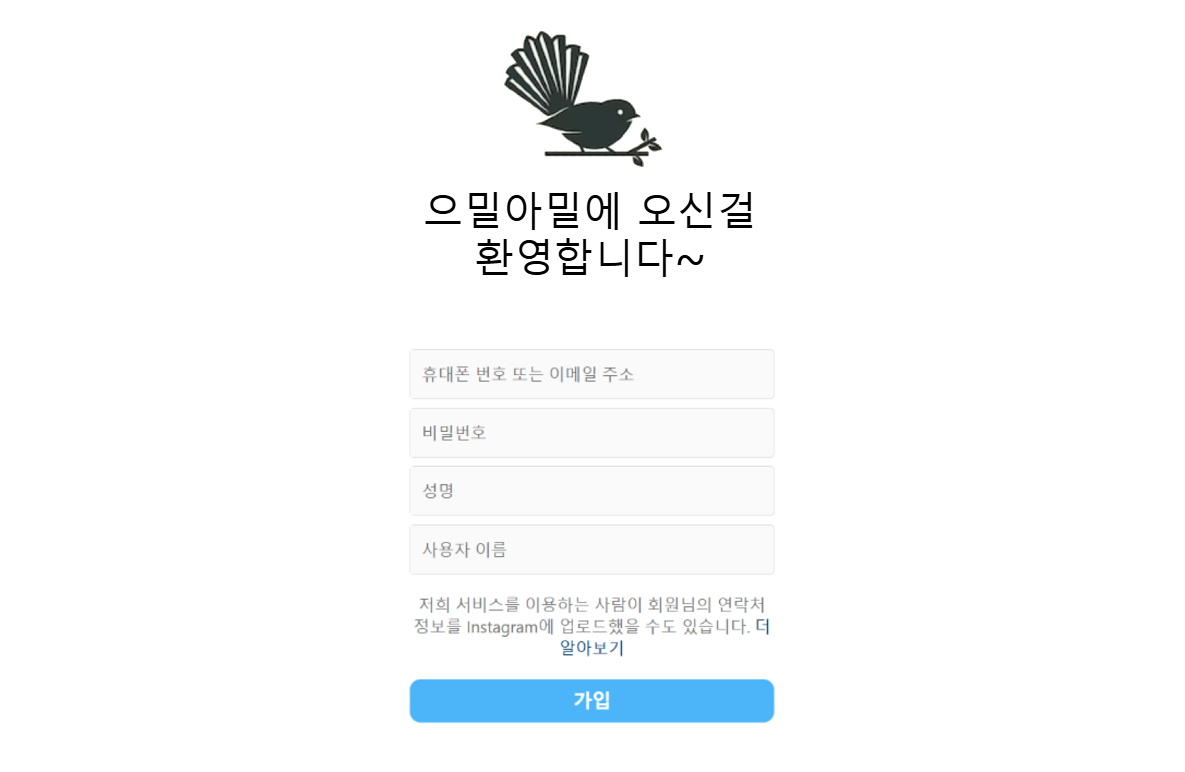 으밀아밀에 오신걸
환영합니다~
휴대폰 번호 또는 이메일 주소
비밀번호
성명
사용자 이름
저희 서비스를 이용하는 사람이 회원님의 연락처
정보를 Instagram에 업로드했을 수도 있습니다. 더
알아보기
가입